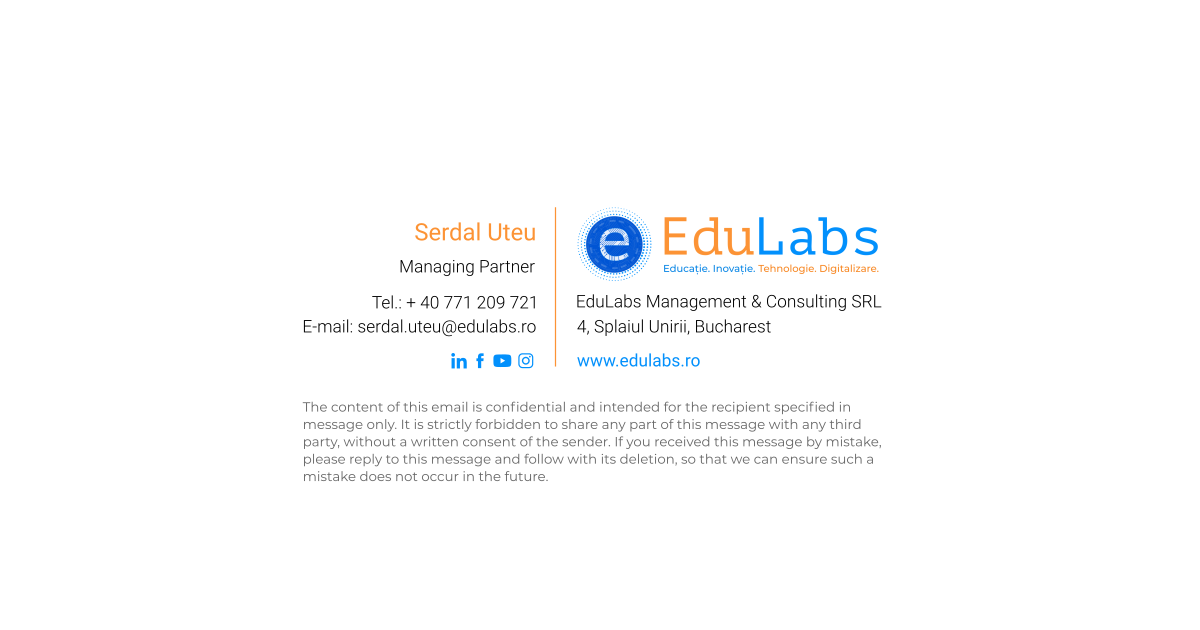 Serdal Uteu
Managing Partner
Tel.: + 40 771 209 721
E-mail: serdal.uteu@edulabs.ro
e EduLabs
Educație. Inovație. Tehnologie. Digitalizare.
EduLabs Management & Consulting SRL
4, Splaiul Unirii, Bucharest
www.edulabs.ro
The content of this email is confidential and intended for the recipient specified in
message only. It is strictly forbidden to share any part of this message with any third
party, without a written consent of the sender. If you received this message by mistake,
please reply to this message and follow with its deletion, so that we can ensure such a
mistake does not occur in the future.